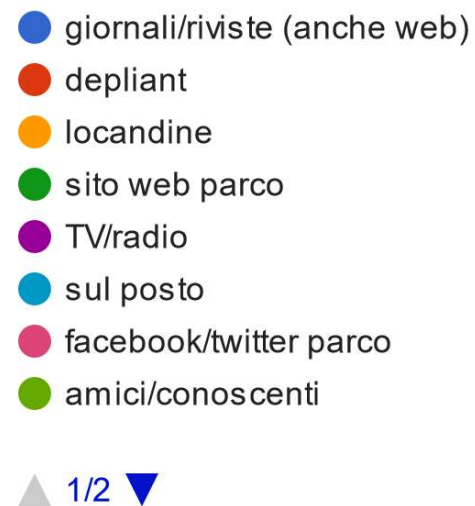 giornali/riviste (anche web)
depliant
locandine
sito web parco
TV/radio
sul posto
facebook/twitter parco
amici/conoscenti
1/2